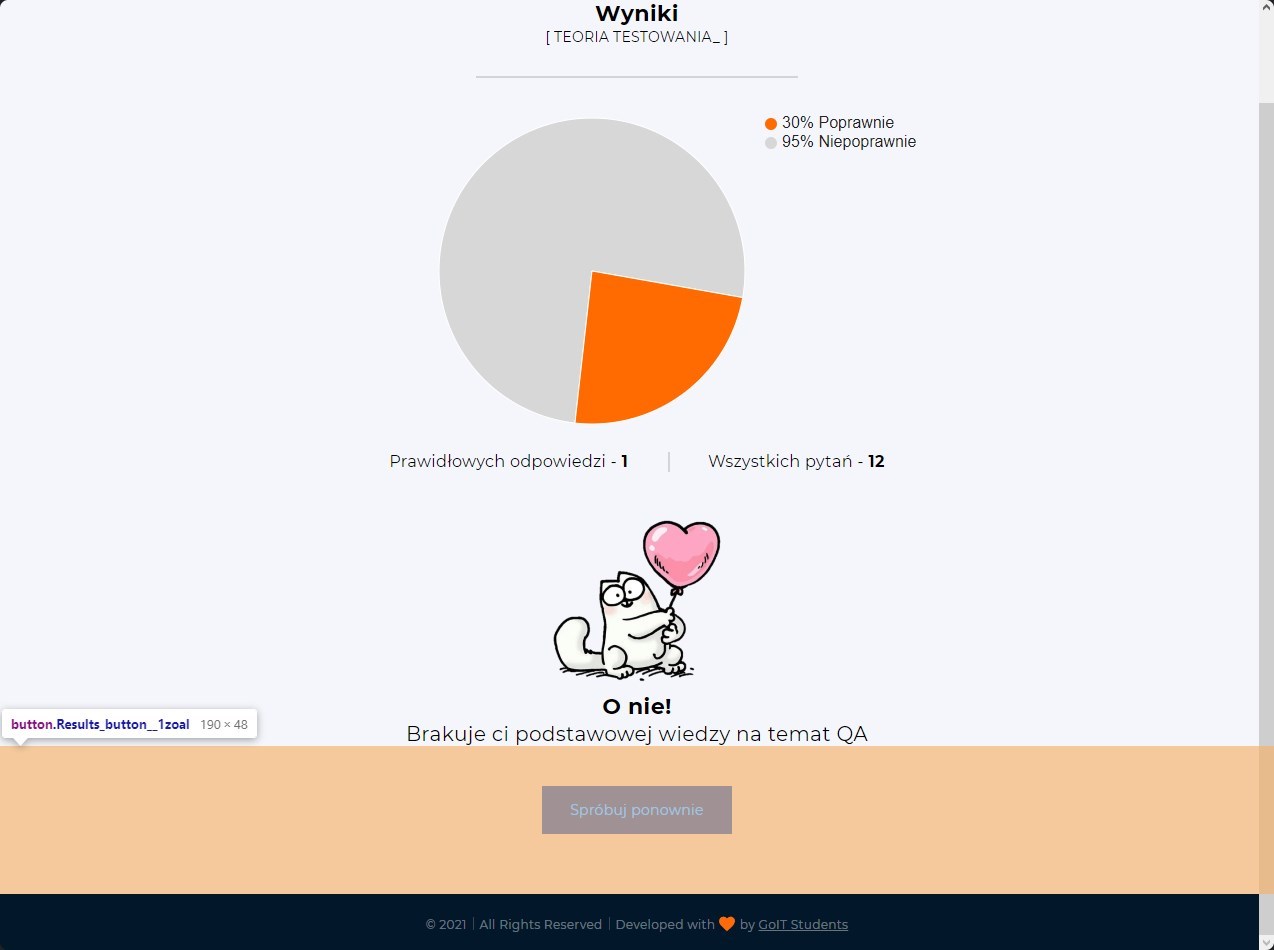 Wyniki
[ TEORIA TESTOWANIA_ ]
30% Poprawnie
95% Niepoprawnie
Prawidłowych odpowiedzi - 1
Wszystkich pytań - 12
O nie!
button.Results_button__1zoal 190 × 48
Brakuje ci podstawowej wiedzy na temat QA
Spróbuj ponownie
© 2021 | All Rights Reserved | Developed with 🧡 by GoIT Students